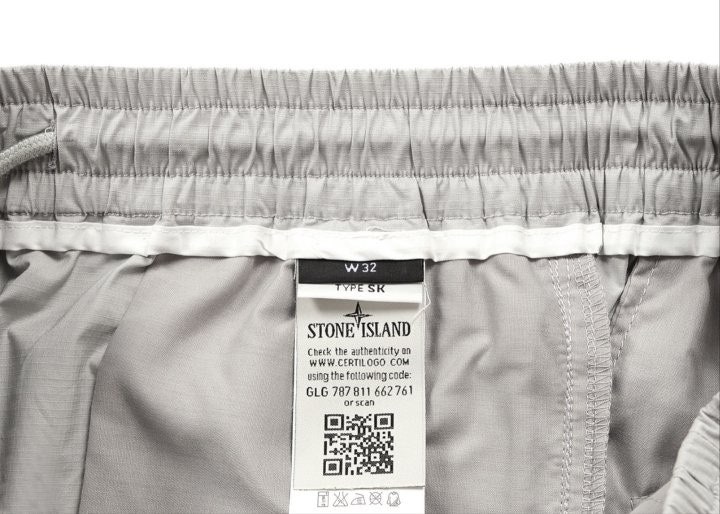 W 32
TYPE SK
STONE ISLAND
Check the authenticity on
WWW.CERTILOGO COM
using the following code:
GLG 787 811 662 761
or scan